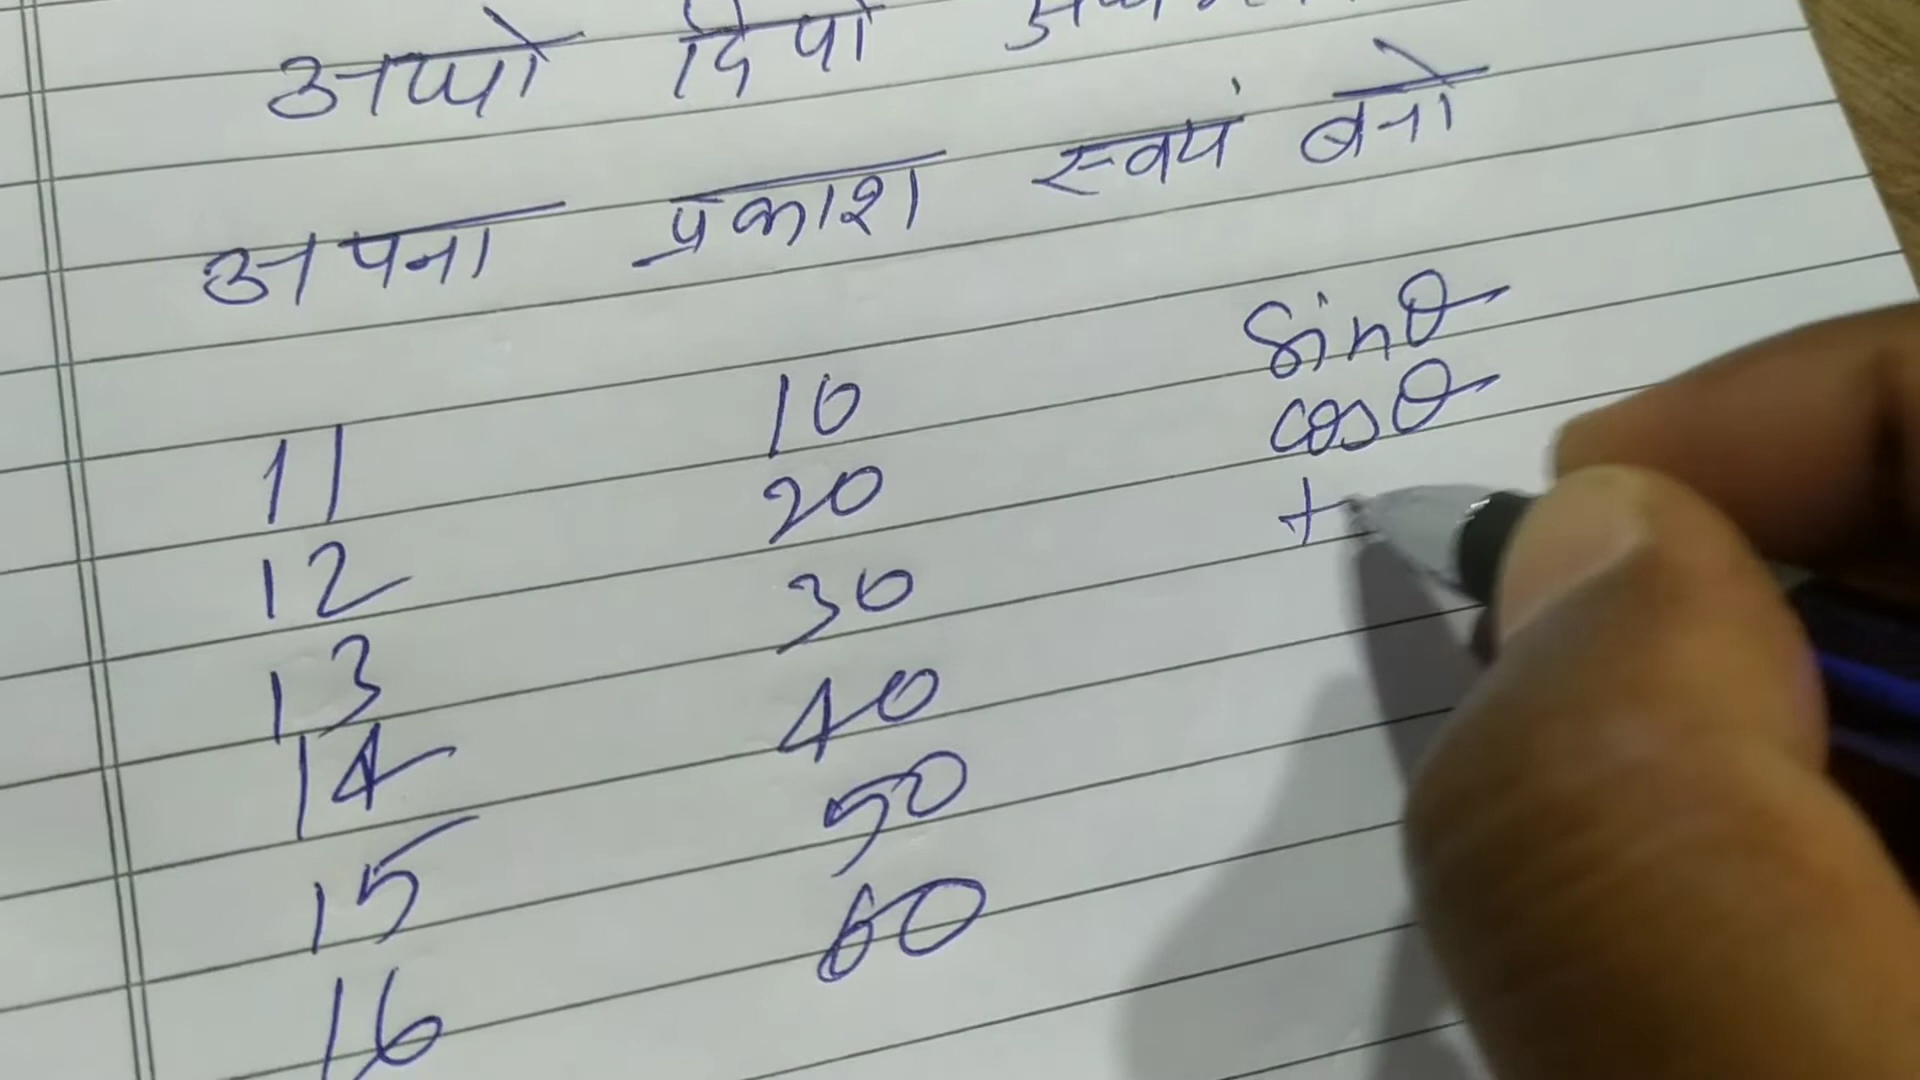 अप्पो दिपो
अपना प्रकाश स्वयं बनो
11 10 sinθ
12 20 cosθ
13 30 t
14 40
15 50
16 60